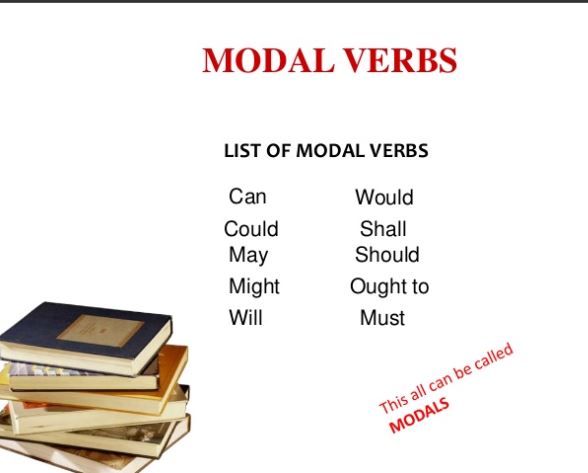 MODAL VERBS
LIST OF MODAL VERBS
Can
Could
May
Might
Will
Would
Shall
Should
Ought to
Must
This all can be called
MODALS